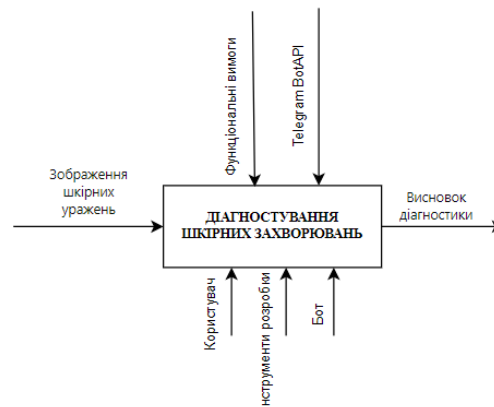 Функціональні вимоги
Telegram BotAPI
Зображення
шкірних
уражень
ДІАГНОСТУВАННЯ
ШКІРНИХ ЗАХВОРЮВАНЬ
Висновок
діагностики
Користувач
нструменти розробки
Бот